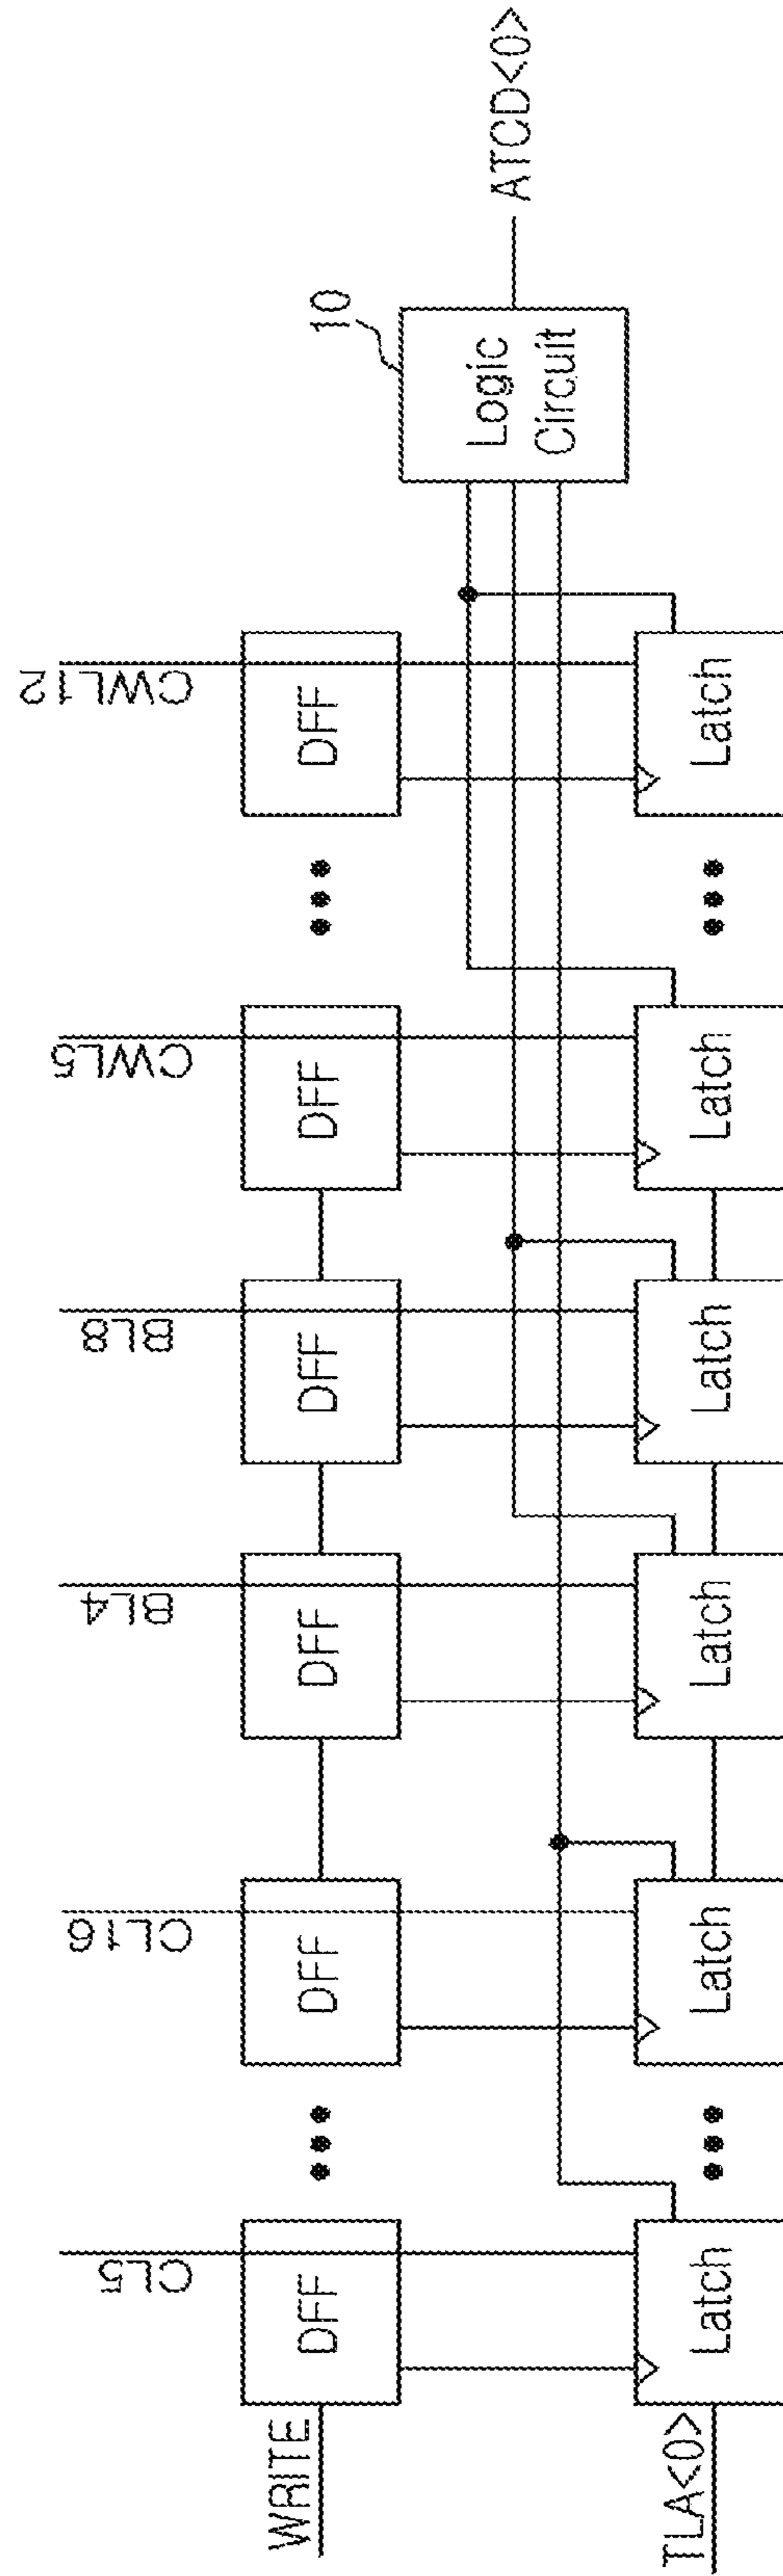 CL5
CL16
BL4
BL8
CWL5
CWL12
WRITE
DFF
DFF
DFF
DFF
DFF
DFF
10
Logic
Circuit
ATCD<0>
TLA<0>
Latch
Latch
Latch
Latch
Latch
Latch